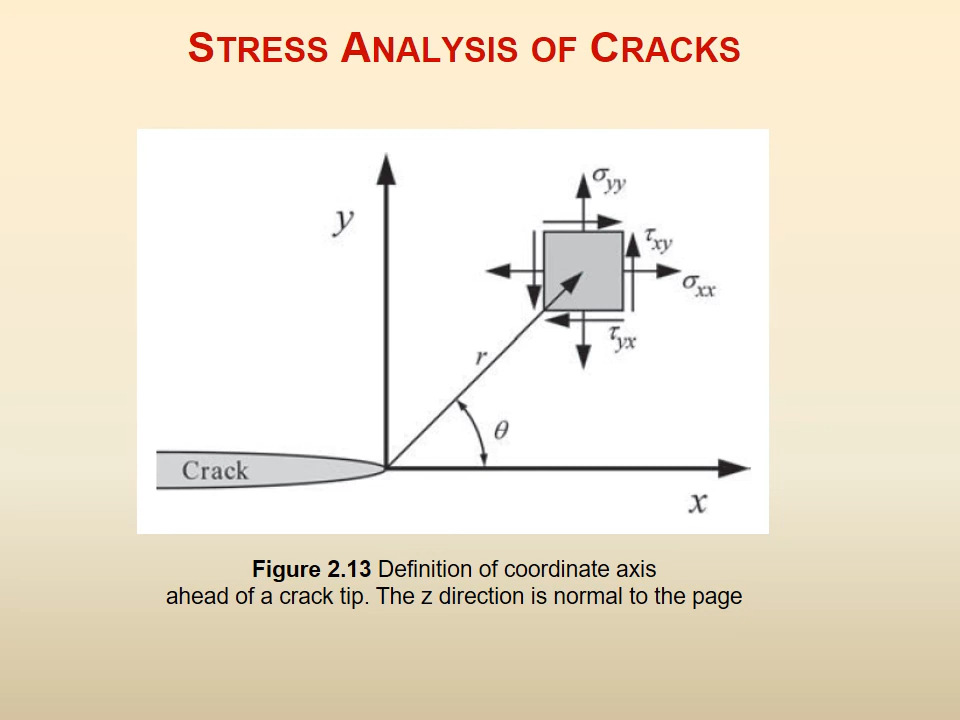 STRESS ANALYSIS OF CRACKS
y
σyy
τxy
σxx
τyx
r
θ
Crack
x
Figure 2.13 Definition of coordinate axis
ahead of a crack tip. The z direction is normal to the page